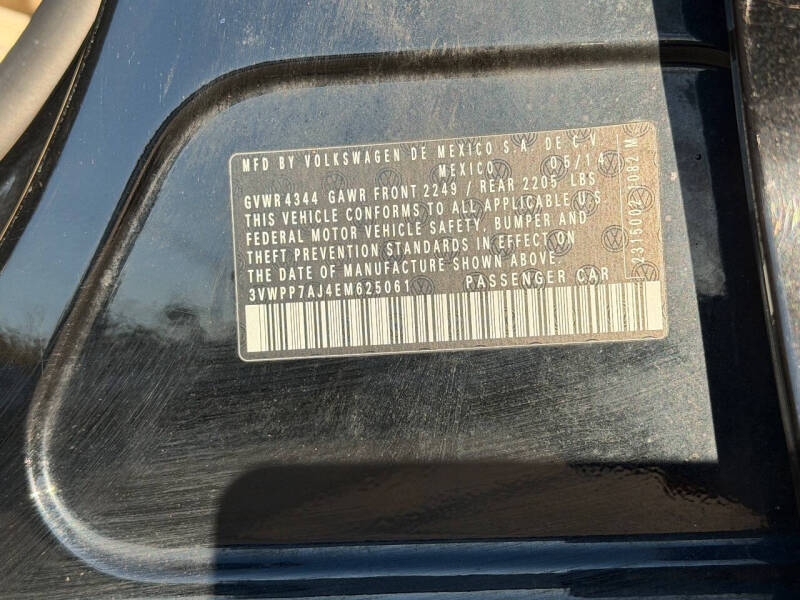 MFD BY VOLKSWAGEN DE MEXICO S.A. DE C.V.
MEXICO 05/14
GVWR 4344 GAWR FRONT 2249 / REAR 2205 LBS
THIS VEHICLE CONFORMS TO ALL APPLICABLE U.S.
FEDERAL MOTOR VEHICLE SAFETY, BUMPER AND
THEFT PREVENTION STANDARDS IN EFFECT ON
THE DATE OF MANUFACTURE SHOWN ABOVE.
3VWPP7AJ4EM625061 PASSENGER CAR